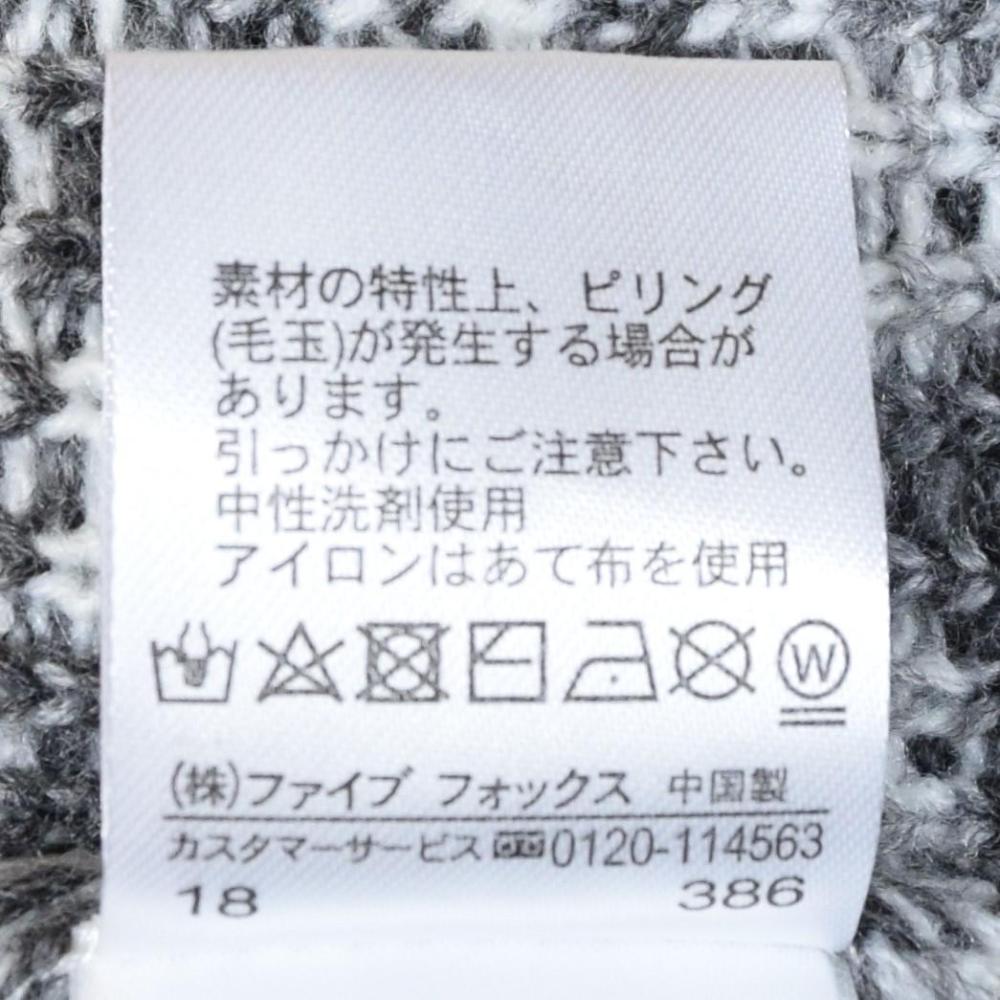 素材の特性上、ピリング
(毛玉)が発生する場合が
あります。
引っかけにご注意下さい。
中性洗剤使用
アイロンはあて布を使用
W
(株)ファイブ フォックス 中国製
カスタマーサービス 0120-114563
18 386